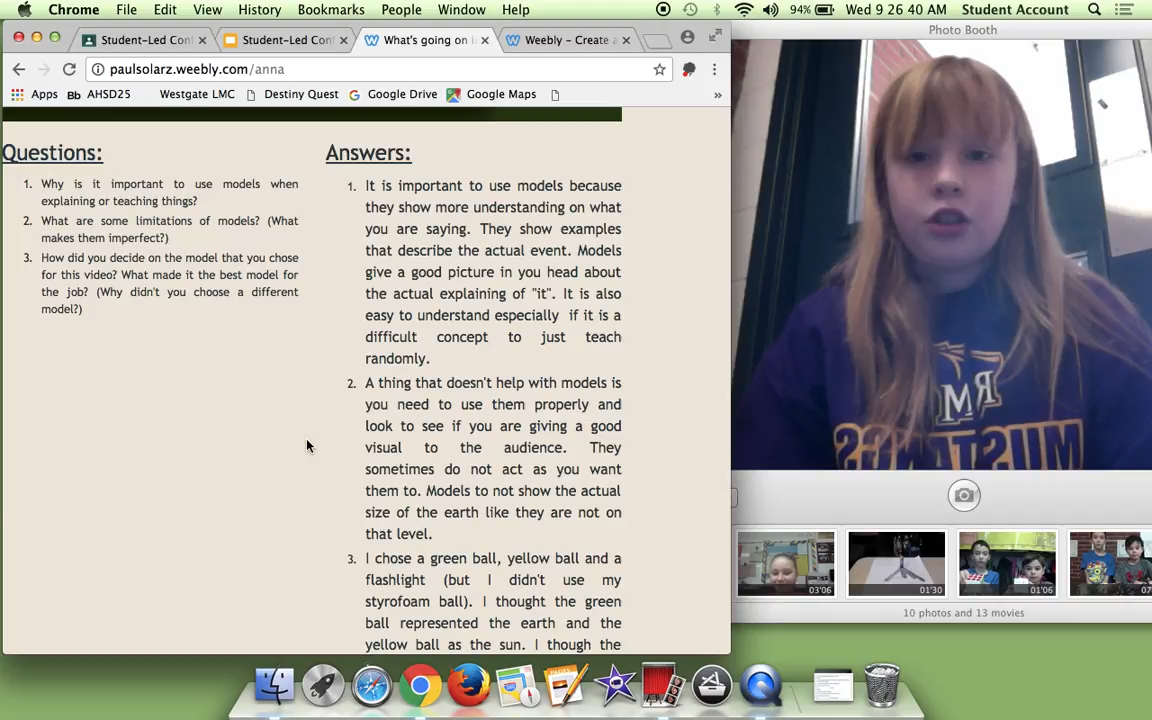 Chrome File Edit View History Bookmarks People Window Help 94% Wed 9 26 40 AM Student Account
Photo Booth
Student-Led Con
Student-Led Con
What's going on i
Weebly - Create a
paulsolarz.weebly.com/anna
Apps
Bb AHSD25
Westgate LMC
Destiny Quest
Google Drive
Google Maps
»
Questions:
1. Why is it important to use models when
explaining or teaching things?
2. What are some limitations of models? (What
makes them imperfect?)
3. How did you decide on the model that you chose
for this video? What made it the best model for
the job? (Why didn't you choose a different
model?)
Answers:
1. It is important to use models because
they show more understanding on what
you are saying. They show examples
that describe the actual event. Models
give a good picture in you head about
the actual explaining of "it". It is also
easy to understand especially if it is a
difficult concept to just teach
randomly.
2. A thing that doesn't help with models is
you need to use them properly and
look to see if you are giving a good
visual to the audience. They
sometimes do not act as you want
them to. Models to not show the actual
size of the earth like they are not on
that level.
3. I chose a green ball, yellow ball and a
flashlight (but I didn't use my
styrofoam ball). I thought the green
ball represented the earth and the
yellow ball as the sun. I though the
RM
MUSTANGS
03'06
01'30
01'06
10 photos and 13 movies